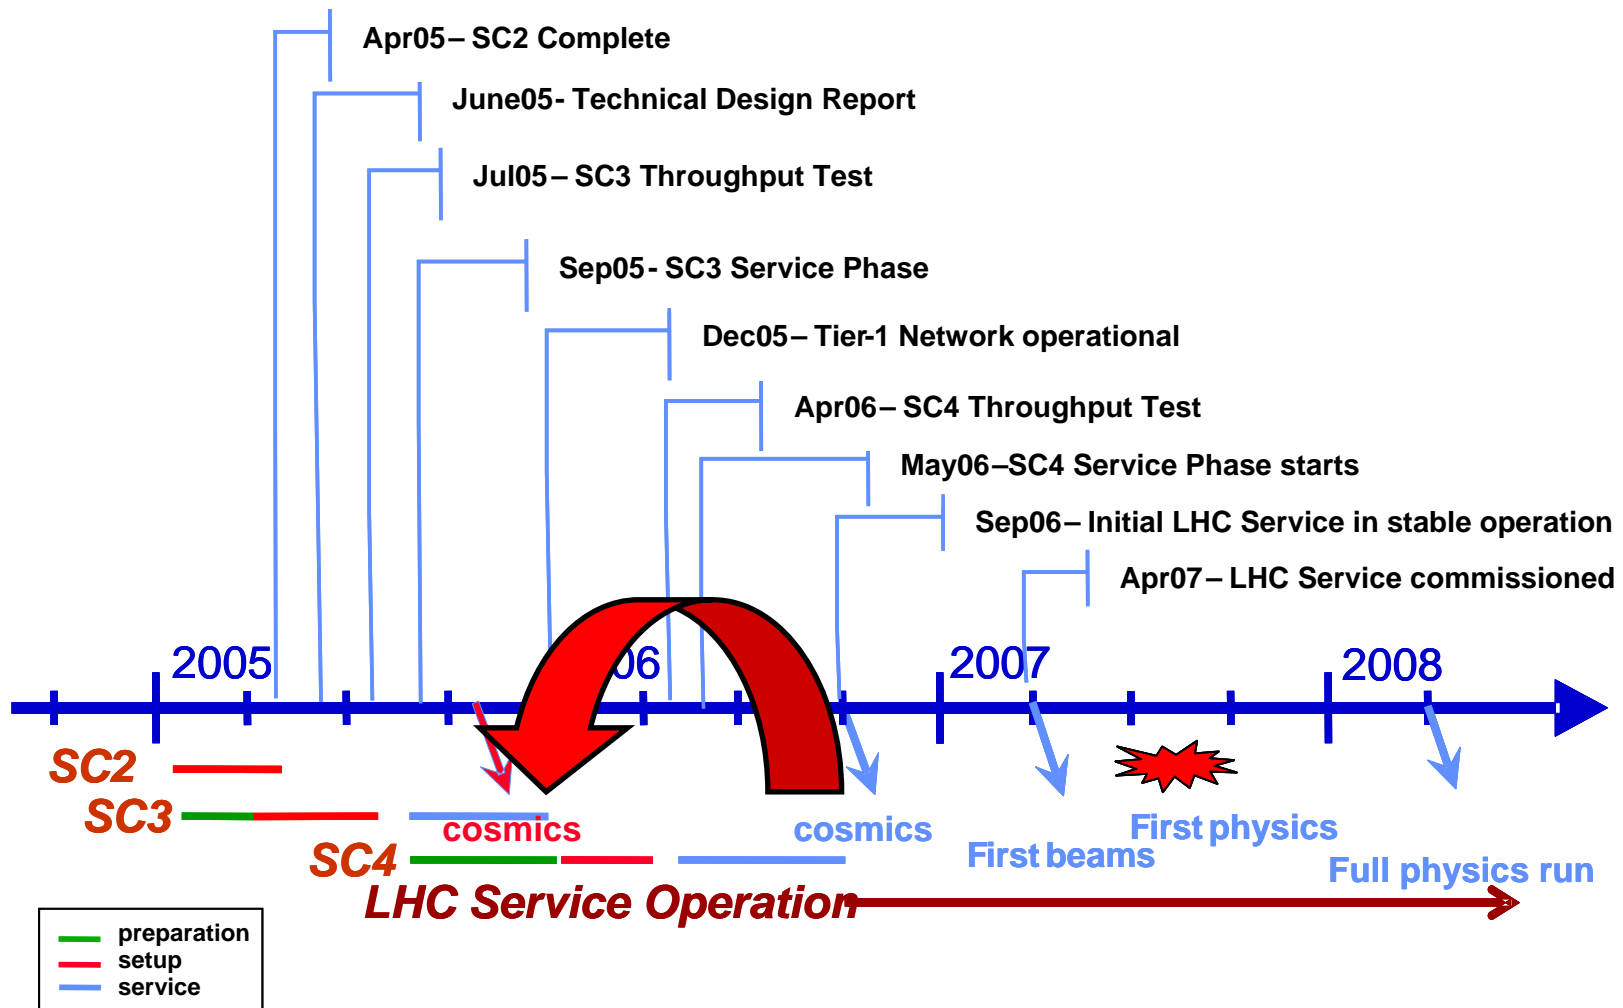 Apr05– SC2 Complete
June05- Technical Design Report
Jul05– SC3 Throughput Test
Sep05- SC3 Service Phase
Dec05– Tier-1 Network operational
Apr06– SC4 Throughput Test
May06–SC4 Service Phase starts
Sep06– Initial LHC Service in stable operation
Apr07– LHC Service commissioned
2005
06
2007
2008
SC2
SC3
cosmics
cosmics
First physics
SC4
First beams
Full physics run
LHC Service Operation
preparation
setup
service